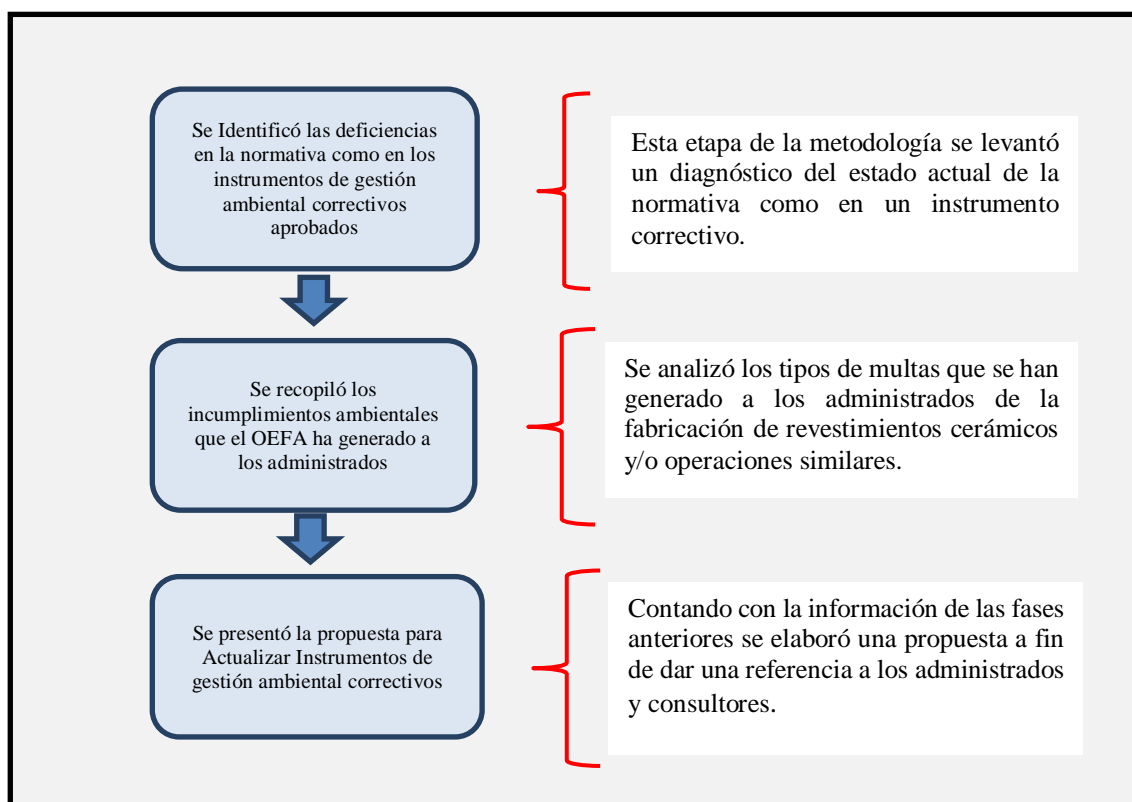 Se Identificó las deficiencias
en la normativa como en los
instrumentos de gestión
ambiental correctivos
aprobados
Esta etapa de la metodología se levantó
un diagnóstico del estado actual de la
normativa como en un instrumento
correctivo.
Se recopiló los
incumplimientos ambientales
que el OEFA ha generado a
los administrados
Se analizó los tipos de multas que se han
generado a los administrados de la
fabricación de revestimientos cerámicos
y/o operaciones similares.
Se presentó la propuesta para
Actualizar Instrumentos de
gestión ambiental correctivos
Contando con la información de las fases
anteriores se elaboró una propuesta a fin
de dar una referencia a los administrados
y consultores.